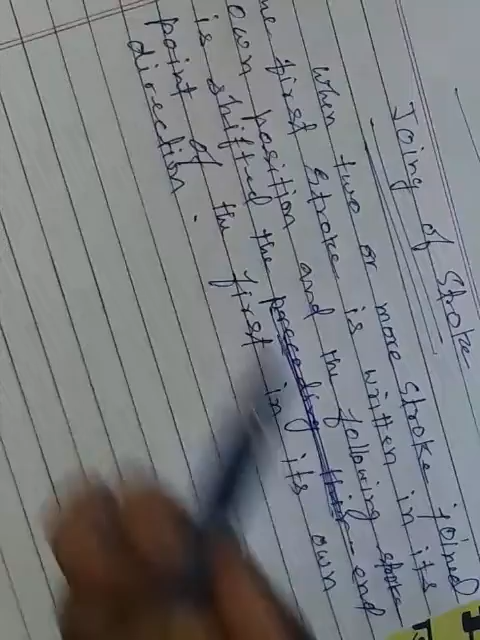 Joing of Stroke
When two or more stroke joined
first stroke is written in its
own position and the following stroke
is shifted the preceding end
point of the first in its own
direction.